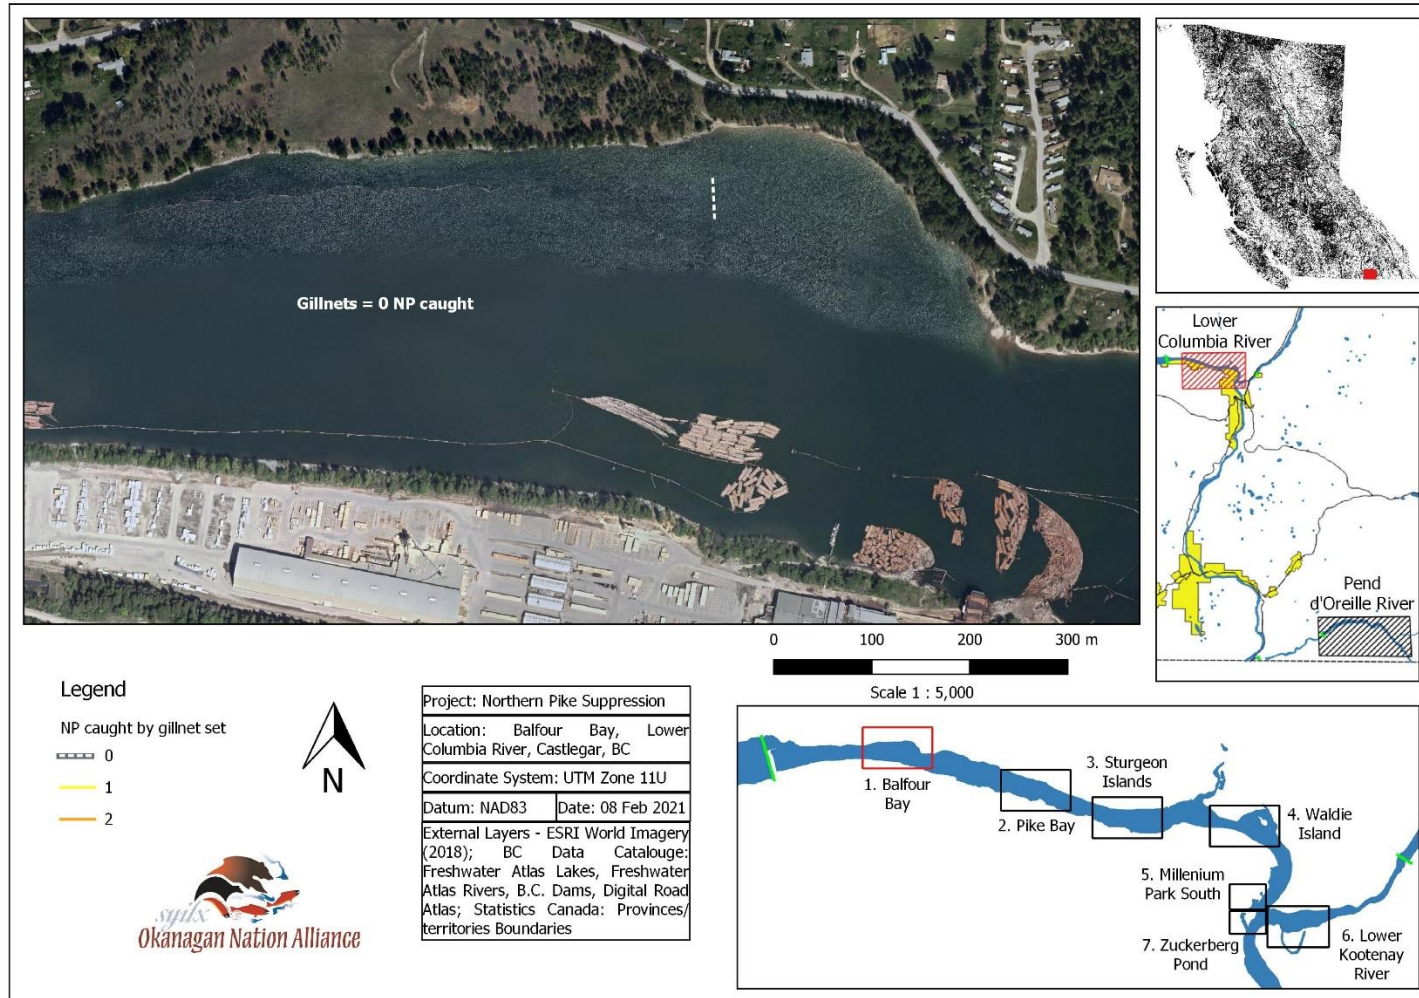 Gillnets = 0 NP caught
Lower
Columbia River
Pend
d'Oreille River
0 100 200 300 m
Scale 1 : 5,000
Legend
NP caught by gillnet set
0
1
2
N
syilx
Okanagan Nation Alliance
Project: Northern Pike Suppression
Location: Balfour Bay, Lower
Columbia River, Castlegar, BC
Coordinate System: UTM Zone 11U
Datum: NAD83 Date: 08 Feb 2021
External Layers - ESRI World Imagery
(2018); BC Data Catalouge:
Freshwater Atlas Lakes, Freshwater
Atlas Rivers, B.C. Dams, Digital Road
Atlas; Statistics Canada: Provinces/
territories Boundaries
1. Balfour
Bay
2. Pike Bay
3. Sturgeon
Islands
4. Waldie
Island
5. Millenium
Park South
6. Lower
Kootenay
River
7. Zuckerberg
Pond